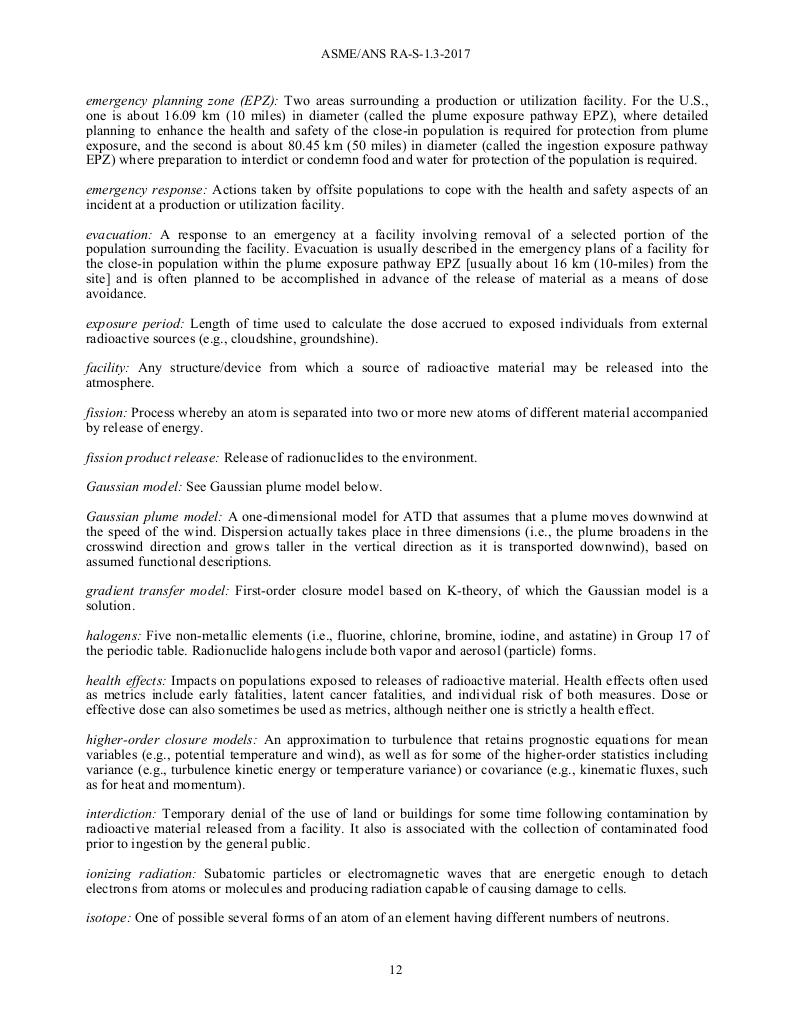 ASME/ANS RA-S-1.3-2017
emergency planning zone (EPZ): Two areas surrounding a production or utilization facility. For the U.S.,
one is about 16.09 km (10 miles) in diameter (called the plume exposure pathway EPZ), where detailed
planning to enhance the health and safety of the close-in population is required for protection from plume
exposure, and the second is about 80.45 km (50 miles) in diameter (called the ingestion exposure pathway
EPZ) where preparation to interdict or condemn food and water for protection of the population is required.
emergency response: Actions taken by offsite populations to cope with the health and safety aspects of an
incident at a production or utilization facility.
evacuation: A response to an emergency at a facility involving removal of a selected portion of the
population surrounding the facility. Evacuation is usually described in the emergency plans of a facility for
the close-in population within the plume exposure pathway EPZ [usually about 16 km (10-miles) from the
site] and is often planned to be accomplished in advance of the release of material as a means of dose
avoidance.
exposure period: Length of time used to calculate the dose accrued to exposed individuals from external
radioactive sources (e.g., cloudshine, groundshine).
facility: Any structure/device from which a source of radioactive material may be released into the
atmosphere.
fission: Process whereby an atom is separated into two or more new atoms of different material accompanied
by release of energy.
fission product release: Release of radionuclides to the environment.
Gaussian model: See Gaussian plume model below.
Gaussian plume model: A one-dimensional model for ATD that assumes that a plume moves downwind at
the speed of the wind. Dispersion actually takes place in three dimensions (i.e., the plume broadens in the
crosswind direction and grows taller in the vertical direction as it is transported downwind), based on
assumed functional descriptions.
gradient transfer model: First-order closure model based on K-theory, of which the Gaussian model is a
solution.
halogens: Five non-metallic elements (i.e., fluorine, chlorine, bromine, iodine, and astatine) in Group 17 of
the periodic table. Radionuclide halogens include both vapor and aerosol (particle) forms.
health effects: Impacts on populations exposed to releases of radioactive material. Health effects often used
as metrics include early fatalities, latent cancer fatalities, and individual risk of both measures. Dose or
effective dose can also sometimes be used as metrics, although neither one is strictly a health effect.
higher-order closure models: An approximation to turbulence that retains prognostic equations for mean
variables (e.g., potential temperature and wind), as well as for some of the higher-order statistics including
variance (e.g., turbulence kinetic energy or temperature variance) or covariance (e.g., kinematic fluxes, such
as for heat and momentum).
interdiction: Temporary denial of the use of land or buildings for some time following contamination by
radioactive material released from a facility. It also is associated with the collection of contaminated food
prior to ingestion by the general public.
ionizing radiation: Subatomic particles or electromagnetic waves that are energetic enough to detach
electrons from atoms or molecules and producing radiation capable of causing damage to cells.
isotope: One of possible several forms of an atom of an element having different numbers of neutrons.
12